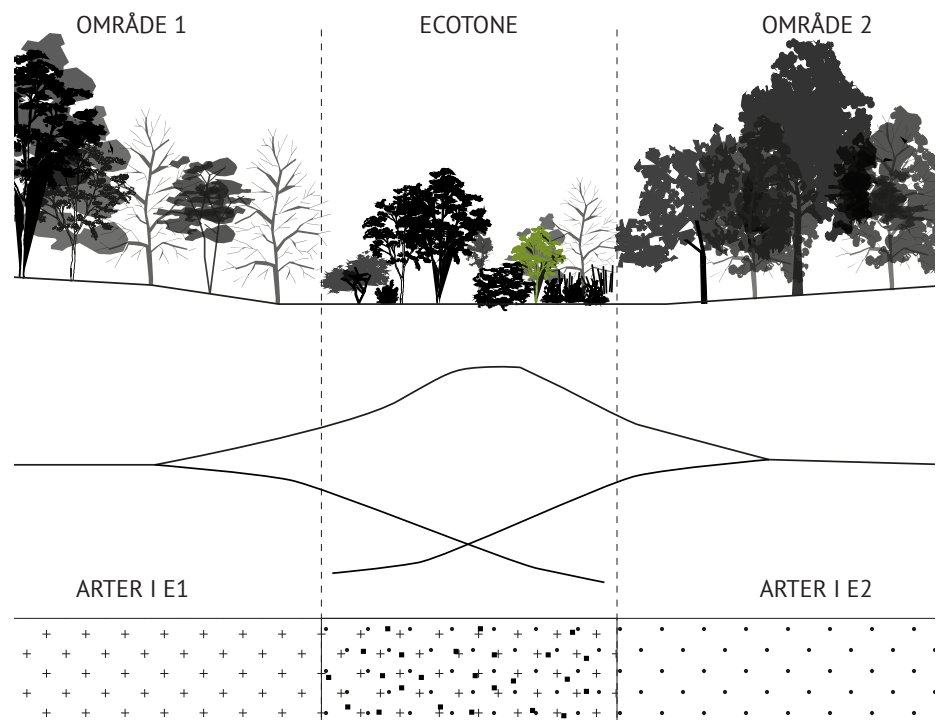 OMRÅDE 1
ECOTONE
OMRÅDE 2
ARTER I E1
ARTER I E2